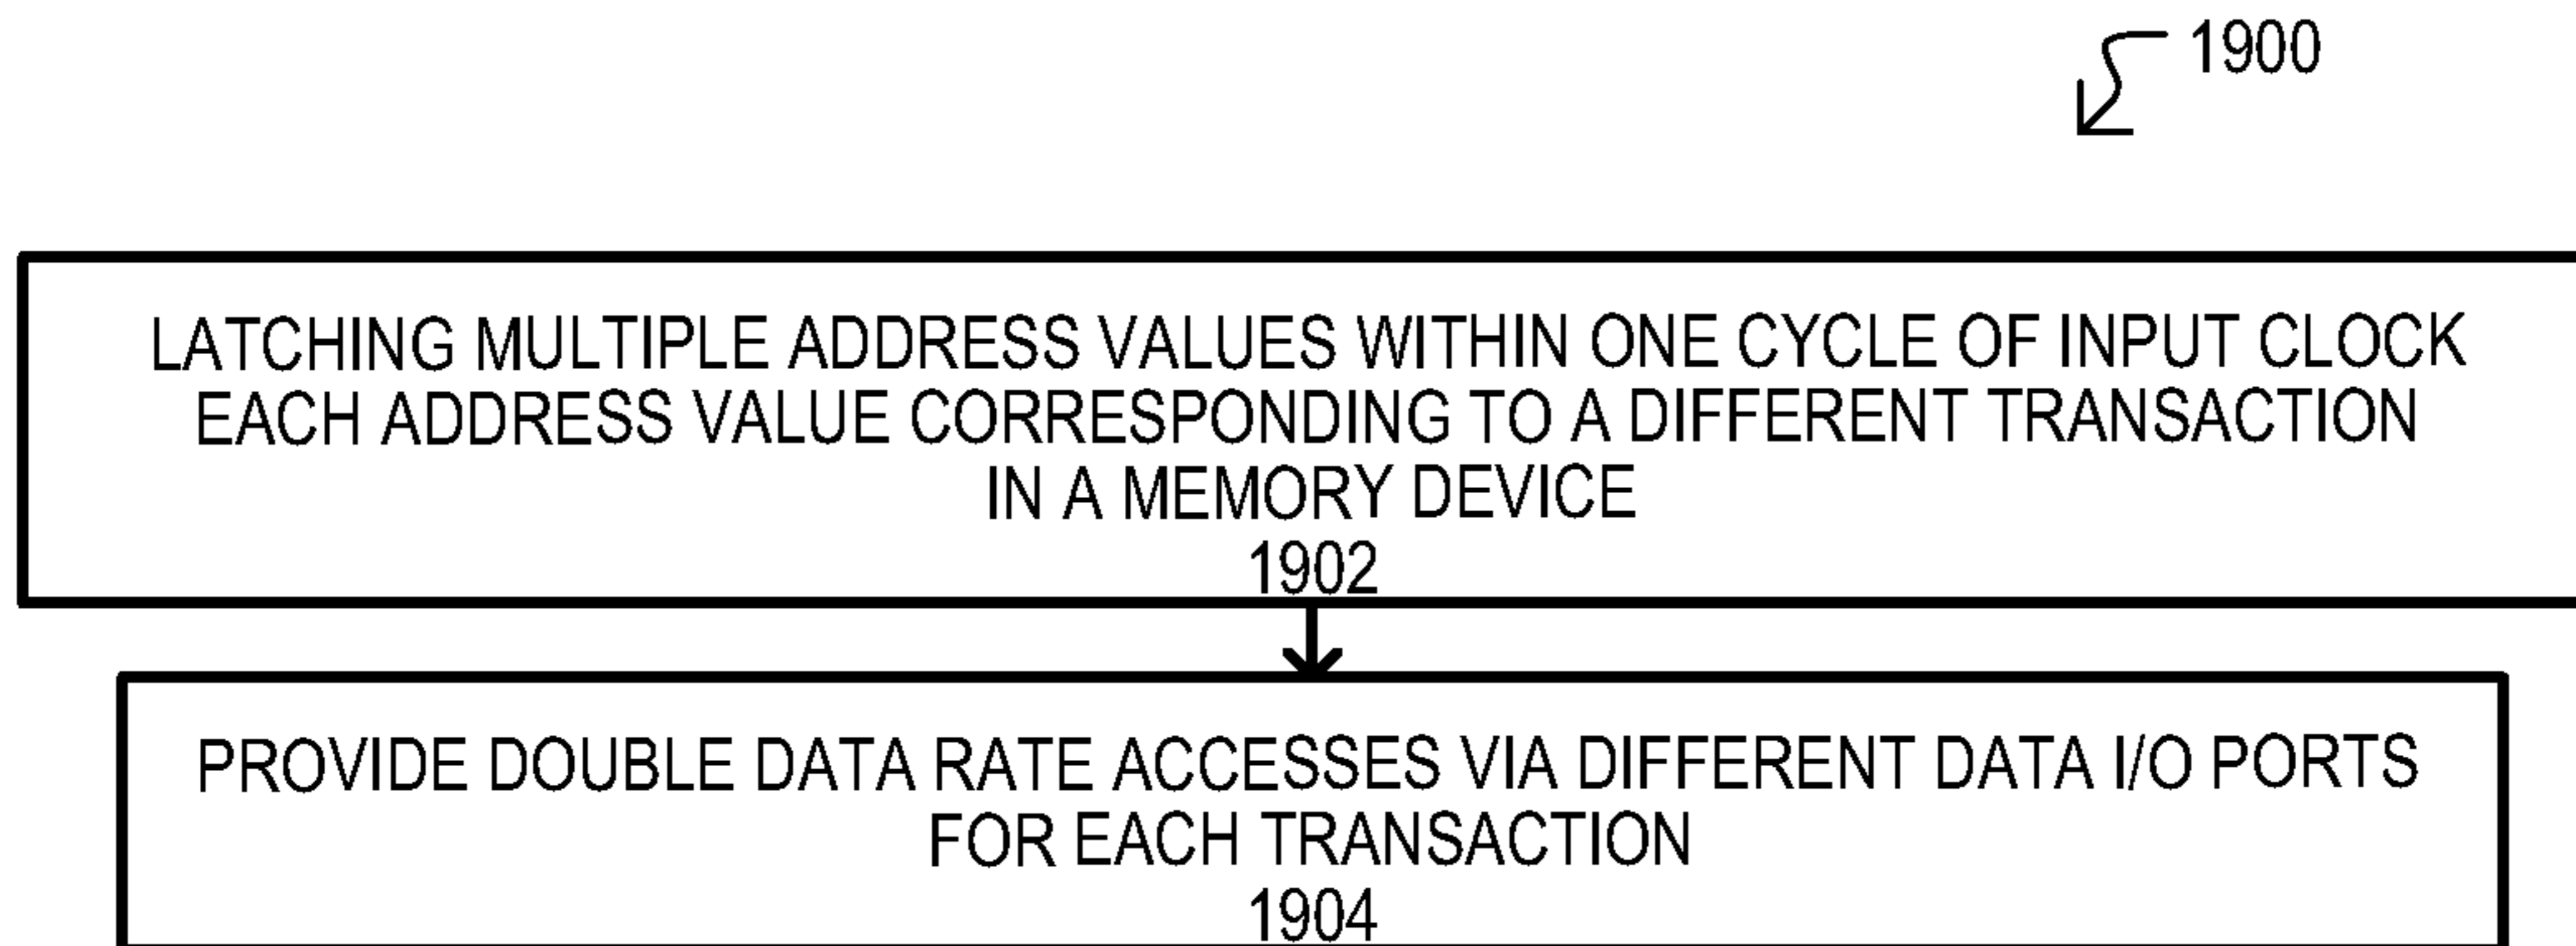 1900
LATCHING MULTIPLE ADDRESS VALUES WITHIN ONE CYCLE OF INPUT CLOCK
EACH ADDRESS VALUE CORRESPONDING TO A DIFFERENT TRANSACTION
IN A MEMORY DEVICE
1902
PROVIDE DOUBLE DATA RATE ACCESSES VIA DIFFERENT DATA I/O PORTS
FOR EACH TRANSACTION
1904